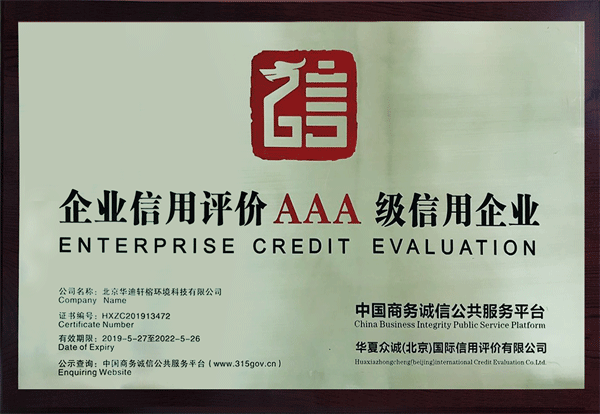 信
企业信用评价AAA级信用企业
ENTERPRISE CREDIT EVALUATION
公司名称：北京华迪轩榕环境科技有限公司
Company Name
证书编号：HXZC201913472
Certificate Number
有效期限：2019-5-27至2022-5-26
Date of Expiry
公示查询：中国商务诚信公共服务平台（www.315gov.cn）
Enquiring Website
中国商务诚信公共服务平台
China Business Integrity Public Service Platform
华夏众诚(北京)国际信用评价有限公司
Huaxiazhongcheng(beijing)international Credit Evaluation Co.Ltd.